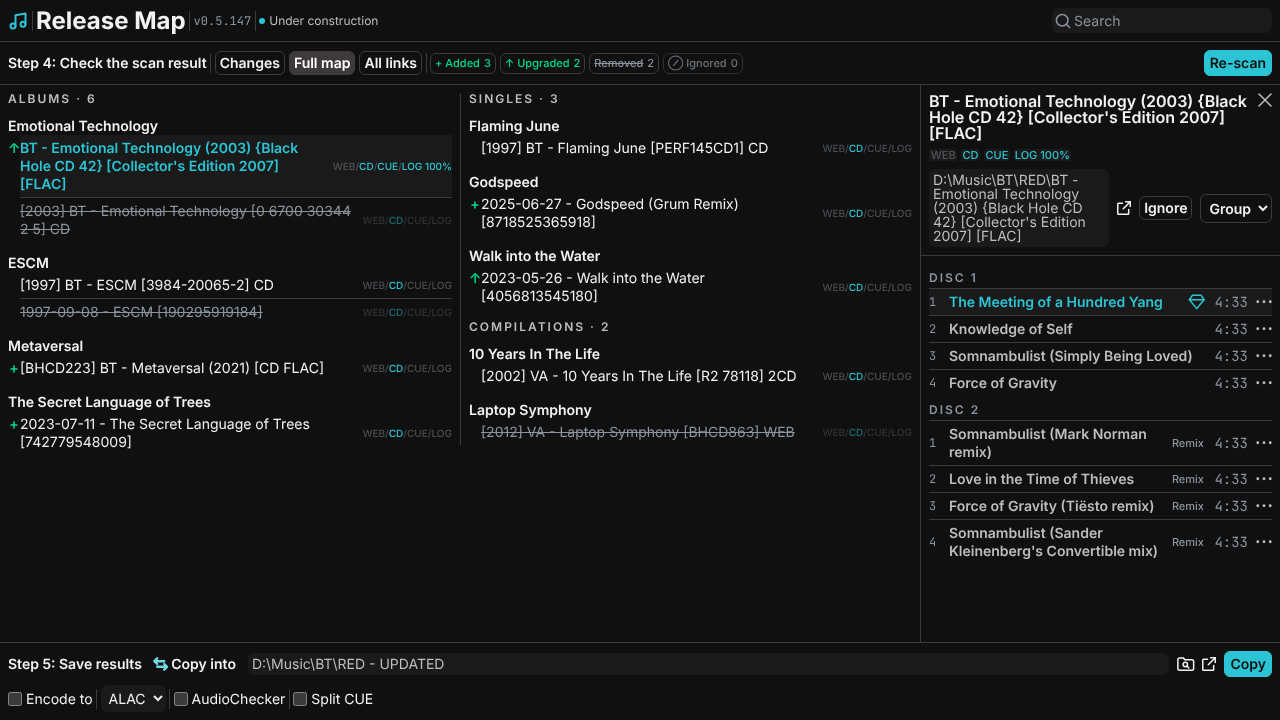 Release Map v0.5.147 Under construction Search
Step 4: Check the scan result Changes Full map All links + Added 3 ↑ Upgraded 2 Removed 2 Ignored 0 Re-scan
ALBUMS · 6
Emotional Technology
↑ BT - Emotional Technology (2003) {Black
Hole CD 42} [Collector's Edition 2007]
[FLAC]
WEB/CD/CUE/LOG 100%
[2003] BT - Emotional Technology [0 6700 30344
2 5] CD
WEB/CD/CUE/LOG
ESCM
[1997] BT - ESCM [3984-20065-2] CD WEB/CD/CUE/LOG
1997-09-08 - ESCM [190295919184] WEB/CD/CUE/LOG
Metaversal
+ [BHCD223] BT - Metaversal (2021) [CD FLAC] WEB/CD/CUE/LOG
The Secret Language of Trees
+ 2023-07-11 - The Secret Language of Trees
[742779548009]
WEB/CD/CUE/LOG
SINGLES · 3
Flaming June
[1997] BT - Flaming June [PERF145CD1] CD WEB/CD/CUE/LOG
Godspeed
+ 2025-06-27 - Godspeed (Grum Remix)
[8718525365918]
WEB/CD/CUE/LOG
Walk into the Water
↑ 2023-05-26 - Walk into the Water
[4056813545180]
WEB/CD/CUE/LOG
COMPILATIONS · 2
10 Years In The Life
[2002] VA - 10 Years In The Life [R2 78118] 2CD WEB/CD/CUE/LOG
Laptop Symphony
[2012] VA - Laptop Symphony [BHCD863] WEB WEB/CD/CUE/LOG
BT - Emotional Technology (2003) {Black
Hole CD 42} [Collector's Edition 2007]
[FLAC]
WEB CD CUE LOG 100%
D:\Music\BT\RED\BT -
Emotional Technology
(2003) {Black Hole CD
42} [Collector's Edition
2007] [FLAC]
Ignore Group
DISC 1
1 The Meeting of a Hundred Yang 4:33
2 Knowledge of Self 4:33
3 Somnambulist (Simply Being Loved) 4:33
4 Force of Gravity 4:33
DISC 2
1 Somnambulist (Mark Norman
remix)
Remix 4:33
2 Love in the Time of Thieves Remix 4:33
3 Force of Gravity (Tiësto remix) Remix 4:33
4 Somnambulist (Sander
Kleinenberg's Convertible mix)
Remix 4:33
Step 5: Save results Copy into D:\Music\BT\RED - UPDATED Copy
Encode to ALAC AudioChecker Split CUE